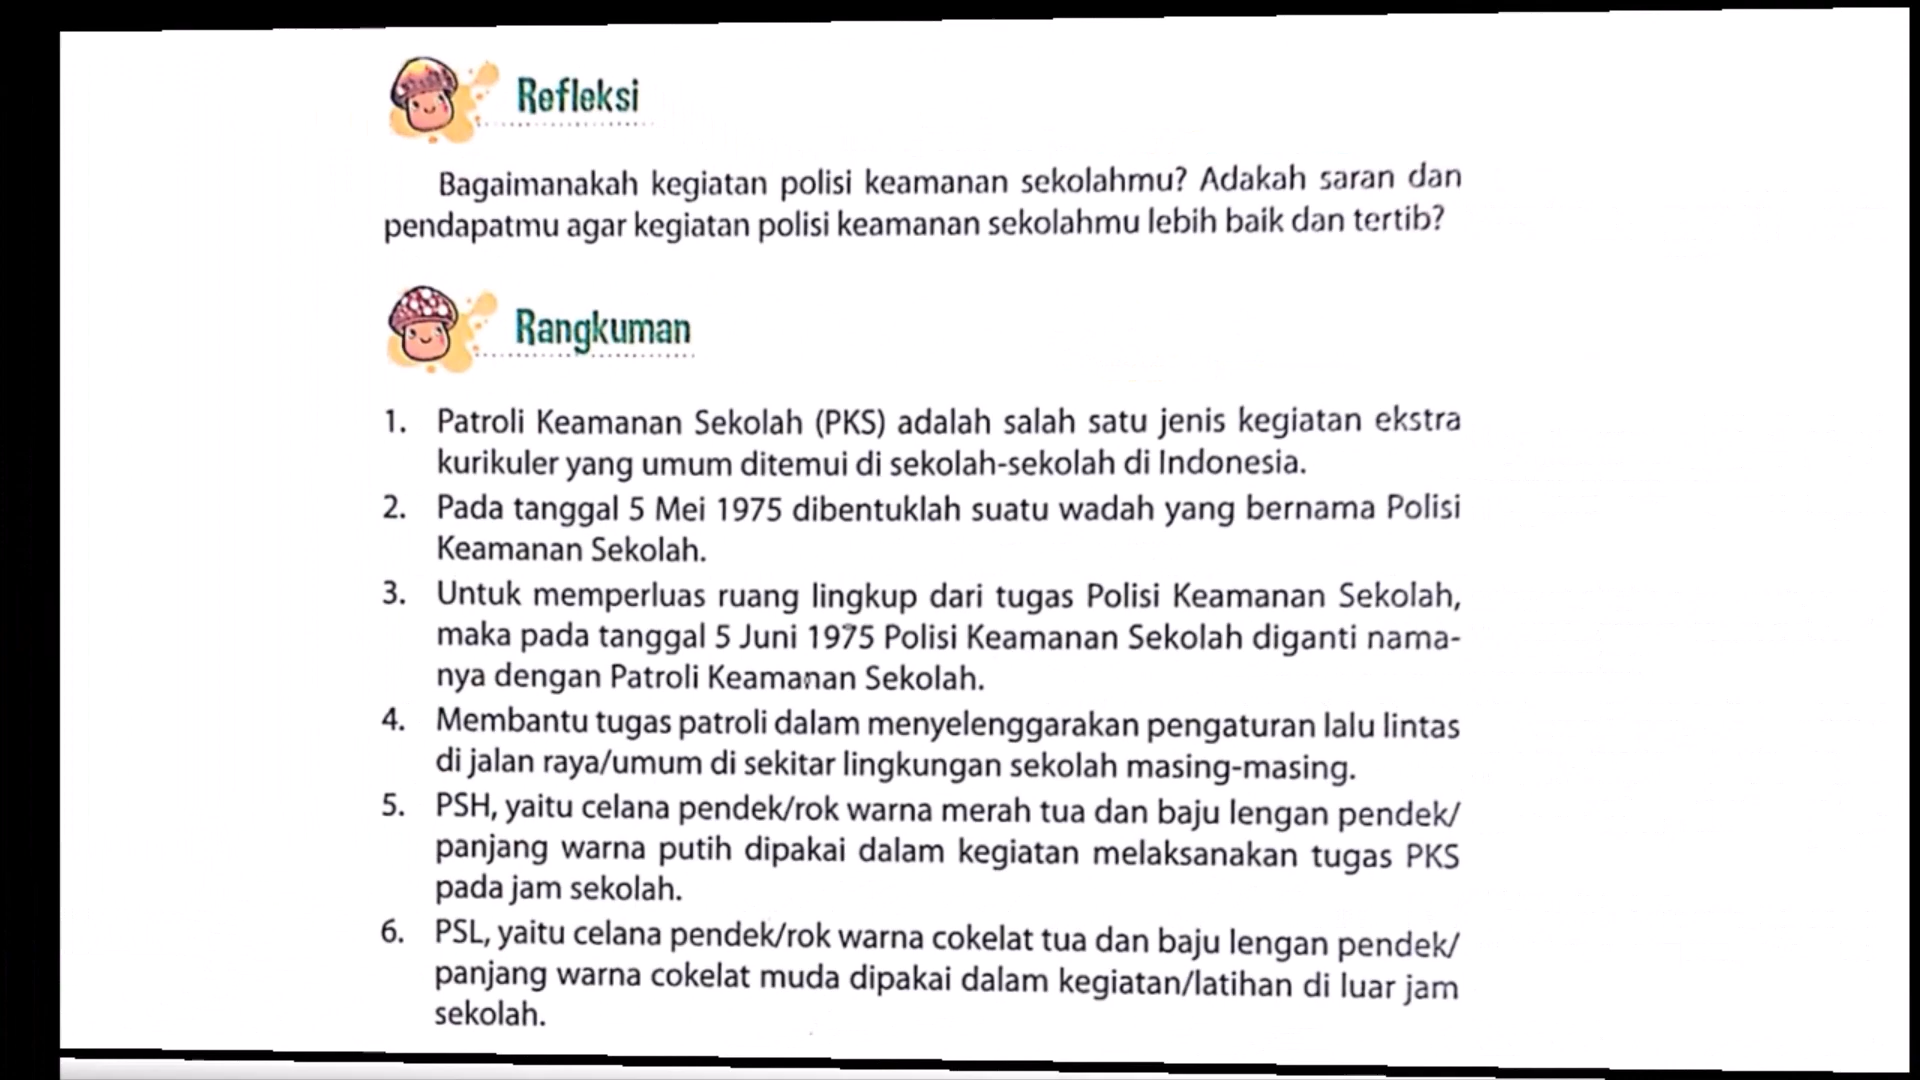 Refleksi
Bagaimanakah kegiatan polisi keamanan sekolahmu? Adakah saran dan
pendapatmu agar kegiatan polisi keamanan sekolahmu lebih baik dan tertib?
Rangkuman
1. Patroli Keamanan Sekolah (PKS) adalah salah satu jenis kegiatan ekstra
kurikuler yang umum ditemui di sekolah-sekolah di Indonesia.
2. Pada tanggal 5 Mei 1975 dibentuklah suatu wadah yang bernama Polisi
Keamanan Sekolah.
3. Untuk memperluas ruang lingkup dari tugas Polisi Keamanan Sekolah,
maka pada tanggal 5 Juni 1975 Polisi Keamanan Sekolah diganti nama-
nya dengan Patroli Keamanan Sekolah.
4. Membantu tugas patroli dalam menyelenggarakan pengaturan lalu lintas
di jalan raya/umum di sekitar lingkungan sekolah masing-masing.
5. PSH, yaitu celana pendek/rok warna merah tua dan baju lengan pendek/
panjang warna putih dipakai dalam kegiatan melaksanakan tugas PKS
pada jam sekolah.
6. PSL, yaitu celana pendek/rok warna cokelat tua dan baju lengan pendek/
panjang warna cokelat muda dipakai dalam kegiatan/latihan di luar jam
sekolah.